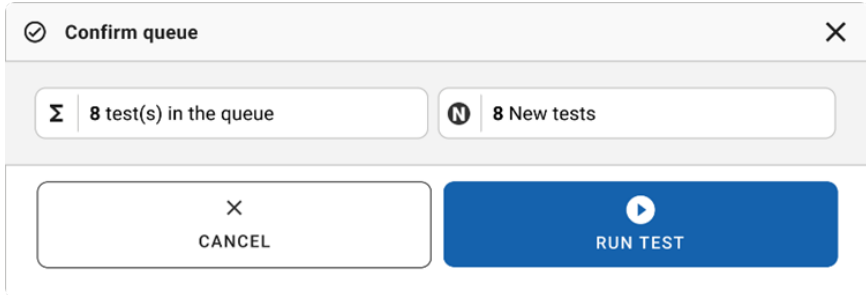 Confirm queue
Σ 8 test(s) in the queue
N 8 New tests
CANCEL
RUN TEST